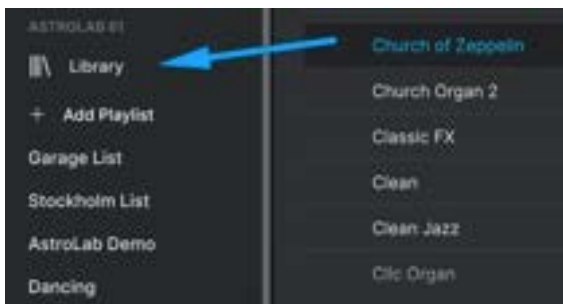 ASTROLAB 01
Library
+ Add Playlist
Garage List
Stockholm List
AstroLab Demo
Dancing
Church of Zeppelin
Church Organ 2
Classic FX
Clean
Clean Jazz
Clic Organ